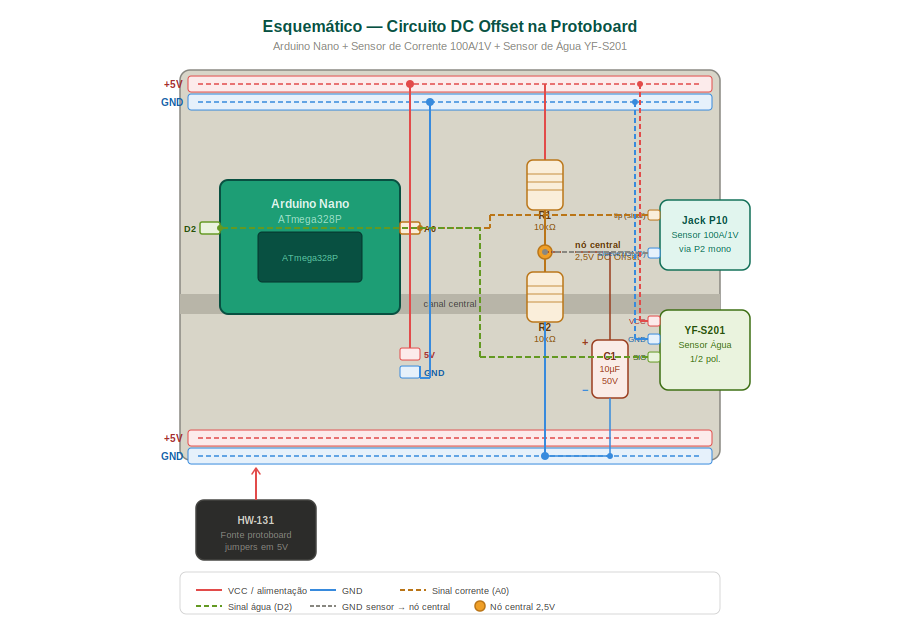 Esquemático — Circuito DC Offset na Protoboard
Arduino Nano + Sensor de Corrente 100A/1V + Sensor de Água YF-S201
+5V
GND
Arduino Nano
ATmega328P
ATmega328P
D2
A0
R1
10kΩ
nó central
2,5V DC Offset
Jack P10
Sensor 100A/1V
via P2 mono
canal central
R2
10kΩ
5V
GND
+
C1
10µF
50V
−
VCC
GND
SIG
YF-S201
Sensor Água
1/2 pol.
+5V
GND
HW-131
Fonte protoboard
jumpers em 5V
VCC / alimentação
GND
Sinal corrente (A0)
Sinal água (D2)
GND sensor → nó central
Nó central 2,5V